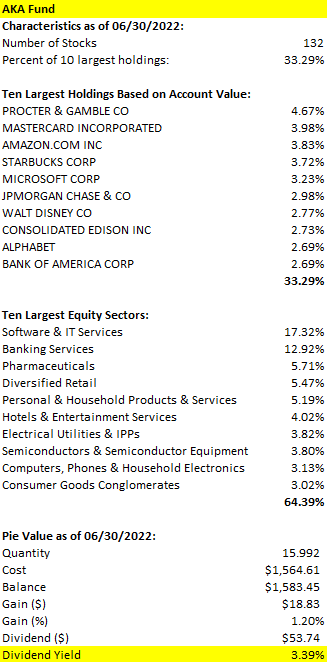 AKA Fund
Characteristics as of 06/30/2022:
Number of Stocks 132
Percent of 10 largest holdings: 33.29%
Ten Largest Holdings Based on Account Value:
PROCTER & GAMBLE CO 4.67%
MASTERCARD INCORPORATED 3.98%
AMAZON.COM INC 3.83%
STARBUCKS CORP 3.72%
MICROSOFT CORP 3.23%
JPMORGAN CHASE & CO 2.98%
WALT DISNEY CO 2.77%
CONSOLIDATED EDISON INC 2.73%
ALPHABET 2.69%
BANK OF AMERICA CORP 2.69%
33.29%
Ten Largest Equity Sectors:
Software & IT Services 17.32%
Banking Services 12.92%
Pharmaceuticals 5.71%
Diversified Retail 5.47%
Personal & Household Products & Services 5.19%
Hotels & Entertainment Services 4.02%
Electrical Utilities & IPPs 3.82%
Semiconductors & Semiconductor Equipment 3.80%
Computers, Phones & Household Electronics 3.13%
Consumer Goods Conglomerates 3.02%
64.39%
Pie Value as of 06/30/2022:
Quantity 15.992
Cost $1,564.61
Balance $1,583.45
Gain ($) $18.83
Gain (%) 1.20%
Dividend ($) $53.74
Dividend Yield 3.39%